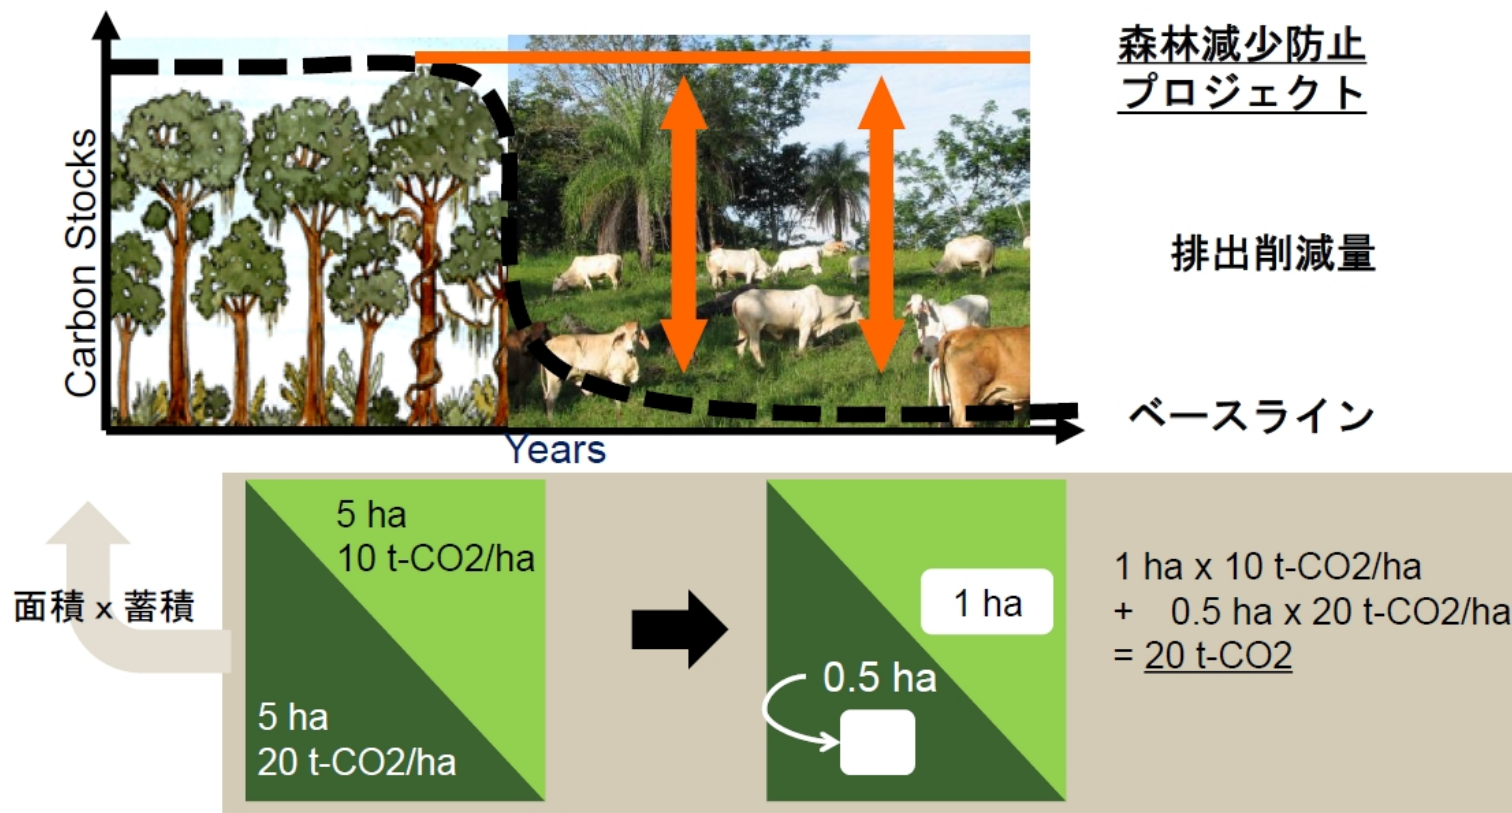 森林減少防止
プロジェクト
Carbon Stocks
排出削減量
ベースライン
Years
5 ha
10 t-CO2/ha
5 ha
20 t-CO2/ha
面積 x 蓄積
1 ha
0.5 ha
1 ha x 10 t-CO2/ha
+ 0.5 ha x 20 t-CO2/ha
= 20 t-CO2